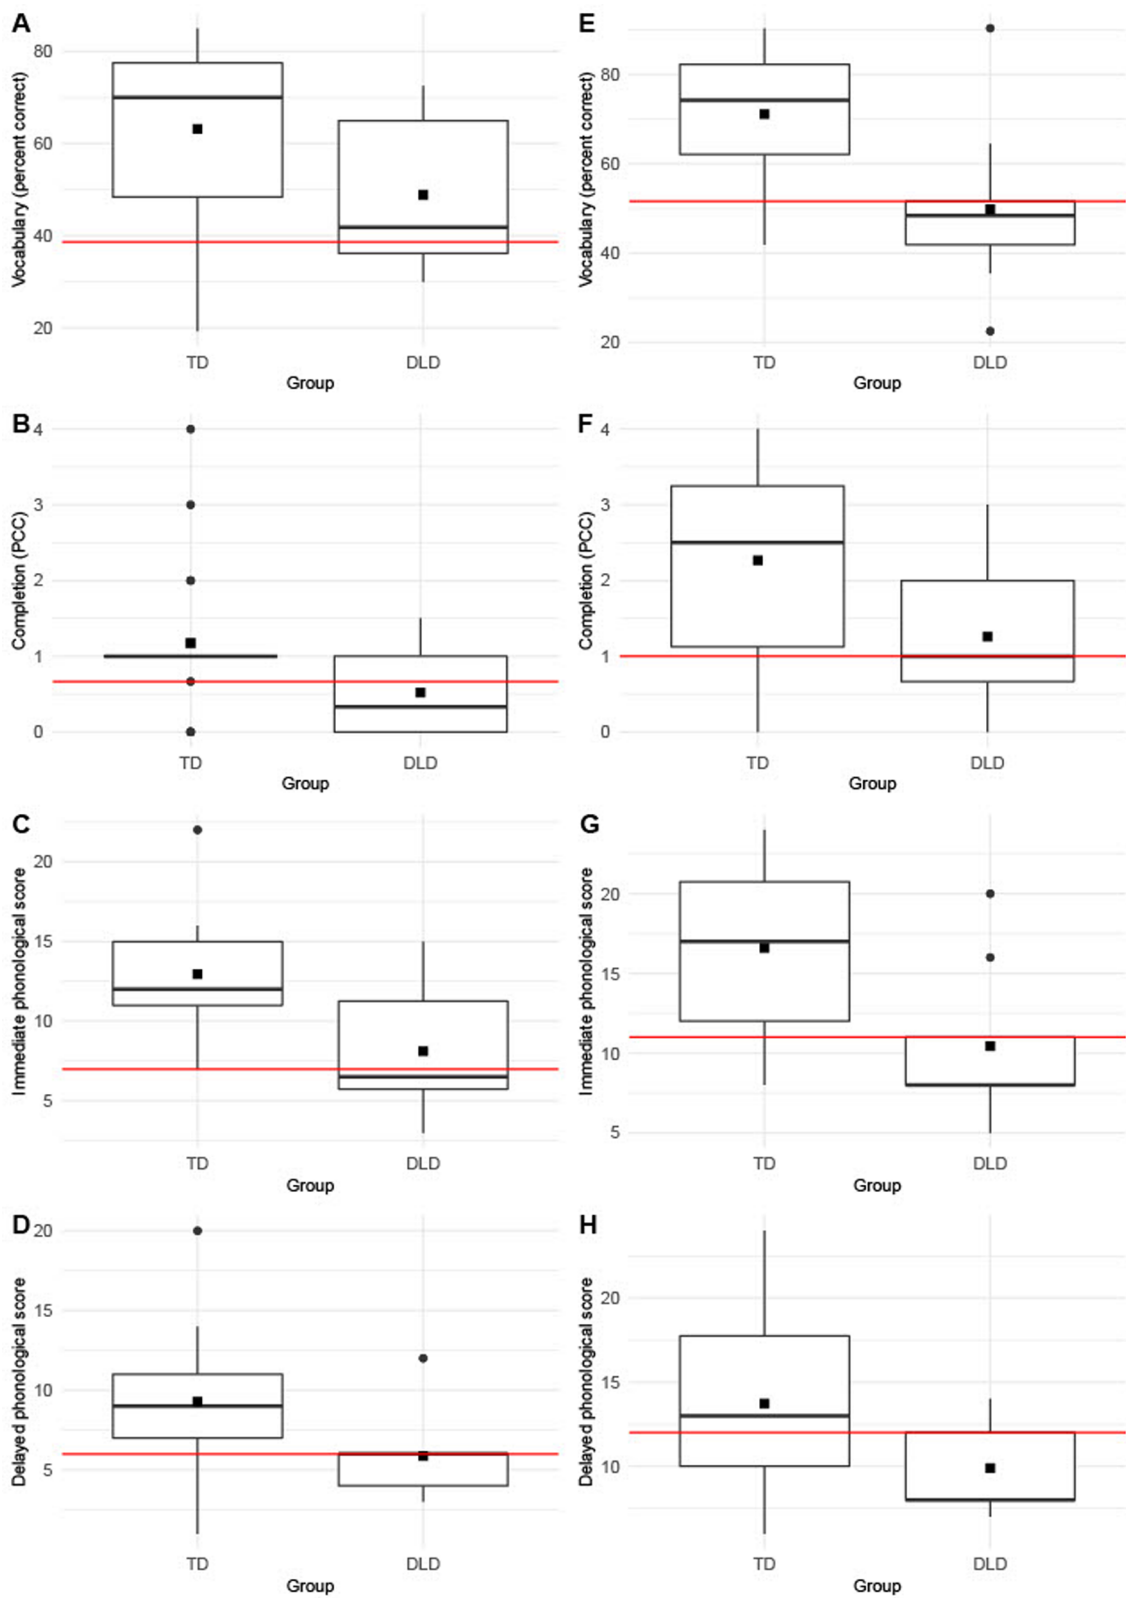 A
Vocabulary (percent correct)
80
60
40
20
TD
DLD
Group
E
Vocabulary (percent correct)
80
60
40
20
TD
DLD
Group
B
Completion (PCC)
4
3
2
1
0
TD
DLD
Group
F
Completion (PCC)
4
3
2
1
0
TD
DLD
Group
C
Immediate phonological score
20
15
10
5
TD
DLD
Group
G
Immediate phonological score
20
15
10
5
TD
DLD
Group
D
Delayed phonological score
20
15
10
5
TD
DLD
Group
H
Delayed phonological score
20
15
10
TD
DLD
Group